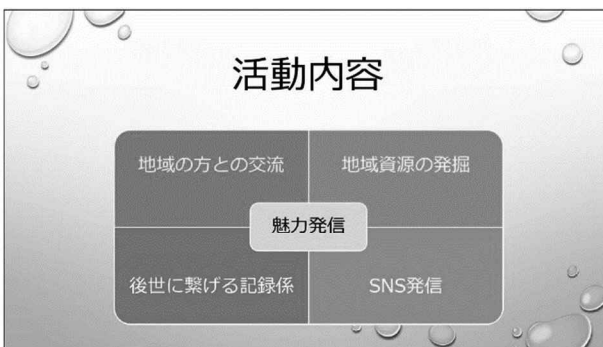 活動内容
地域の方との交流
地域資源の発掘
魅力発信
後世に繋げる記録係
SNS発信